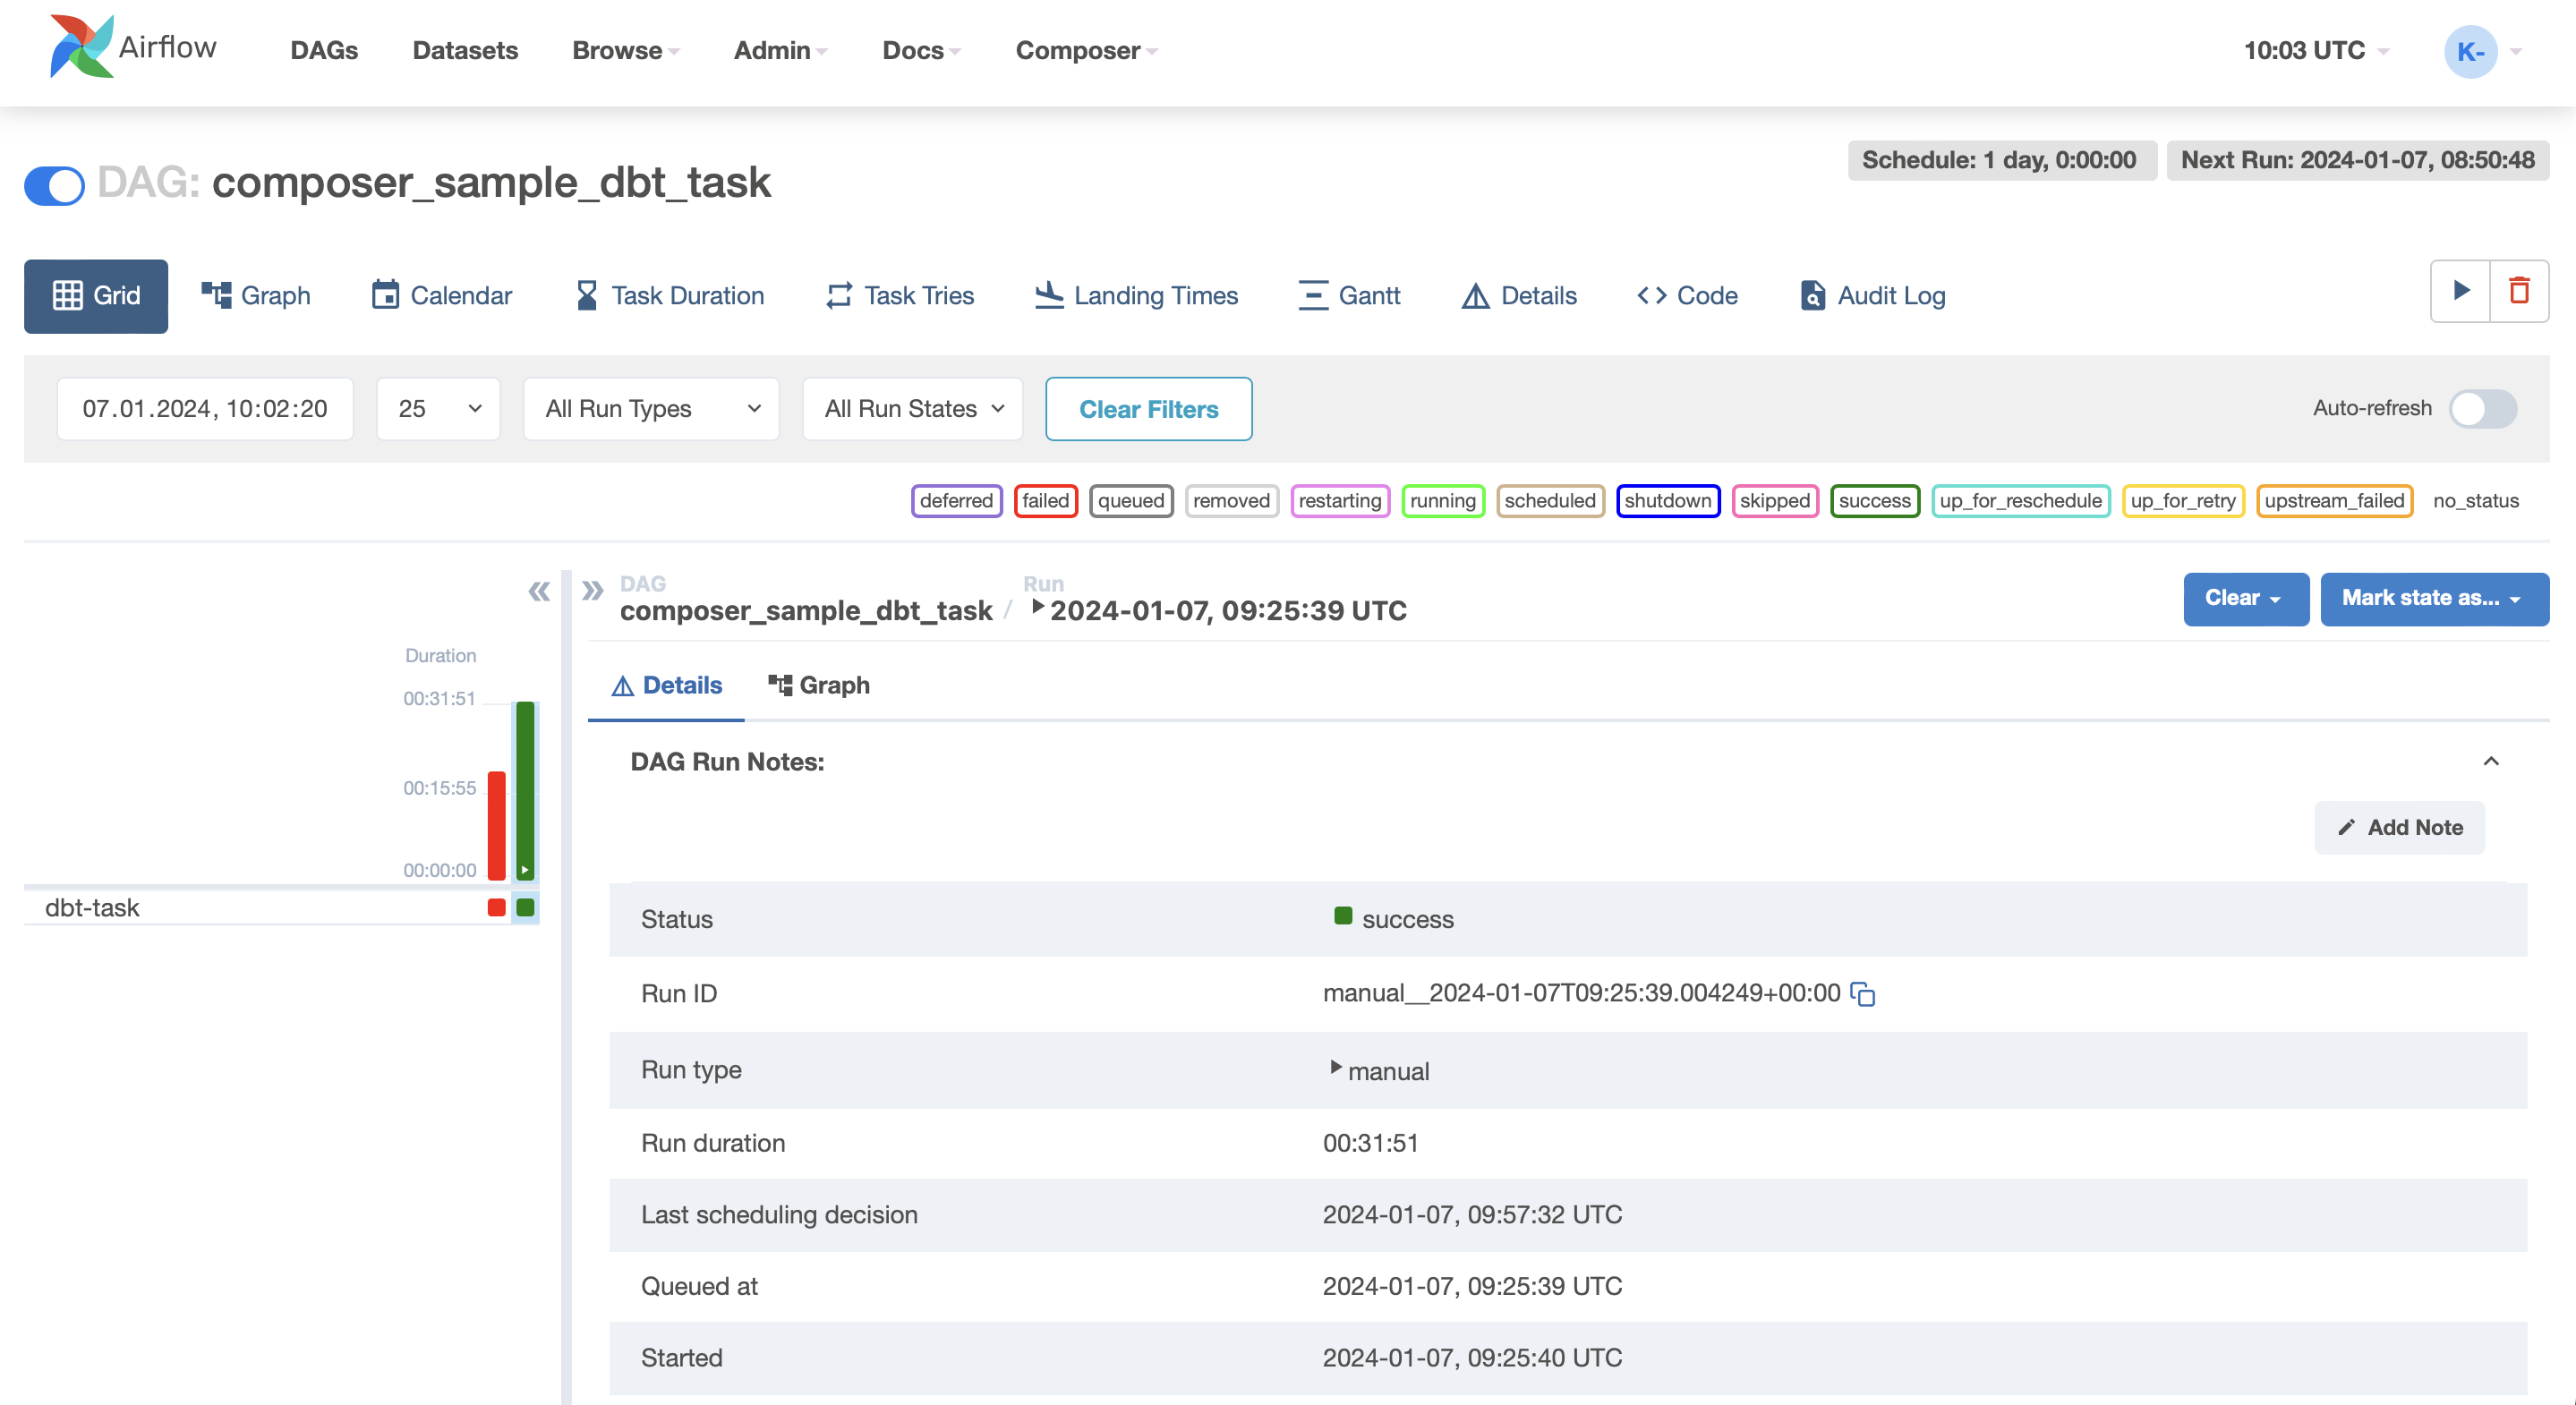 Airflow DAGs Datasets Browse Admin Docs Composer 10:03 UTC K-
Schedule: 1 day, 0:00:00 Next Run: 2024-01-07, 08:50:48
DAG: composer_sample_dbt_task
Grid Graph Calendar Task Duration Task Tries Landing Times Gantt Details Code Audit Log
07.01.2024, 10:02:20 25 All Run Types All Run States Clear Filters Auto-refresh
deferred failed queued removed restarting running scheduled shutdown skipped success up_for_reschedule up_for_retry upstream_failed no_status
DAG Run
composer_sample_dbt_task / 2024-01-07, 09:25:39 UTC
Clear Mark state as...
Duration
00:31:51
00:15:55
00:00:00
dbt-task
Details Graph
DAG Run Notes:
Add Note
Status success
Run ID manual__2024-01-07T09:25:39.004249+00:00
Run type manual
Run duration 00:31:51
Last scheduling decision 2024-01-07, 09:57:32 UTC
Queued at 2024-01-07, 09:25:39 UTC
Started 2024-01-07, 09:25:40 UTC